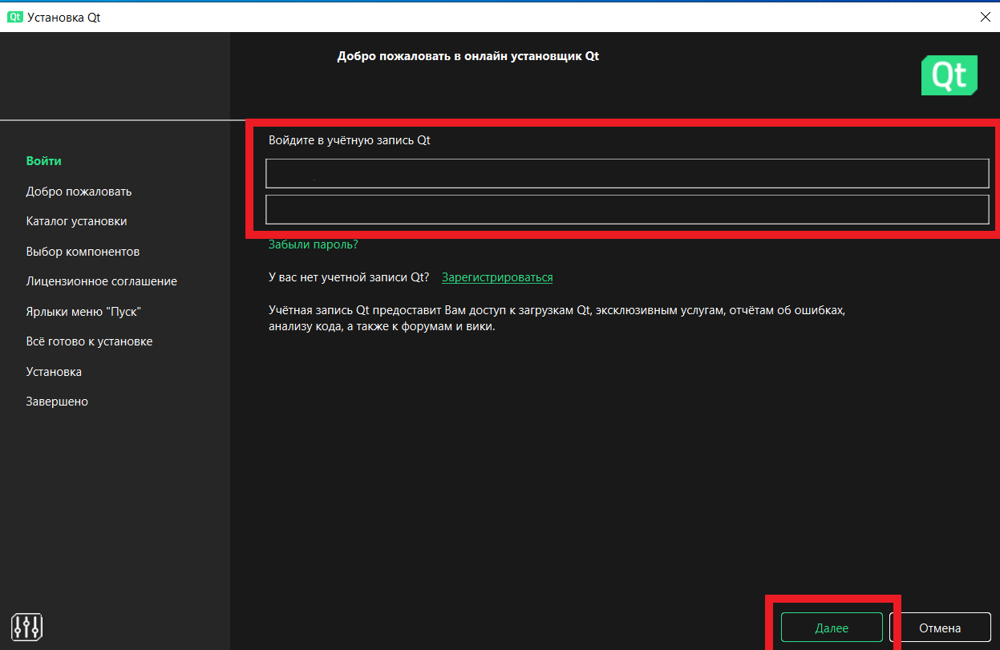 Qt Установка Qt
Добро пожаловать в онлайн установщик Qt
Qt
Войти
Добро пожаловать
Каталог установки
Выбор компонентов
Лицензионное соглашение
Ярлыки меню "Пуск"
Всё готово к установке
Установка
Завершено
Войдите в учётную запись Qt
Забыли пароль?
У вас нет учетной записи Qt? Зарегистрироваться
Учётная запись Qt предоставит Вам доступ к загрузкам Qt, эксклюзивным услугам, отчётам об ошибках,
анализу кода, а также к форумам и вики.
Далее
Отмена